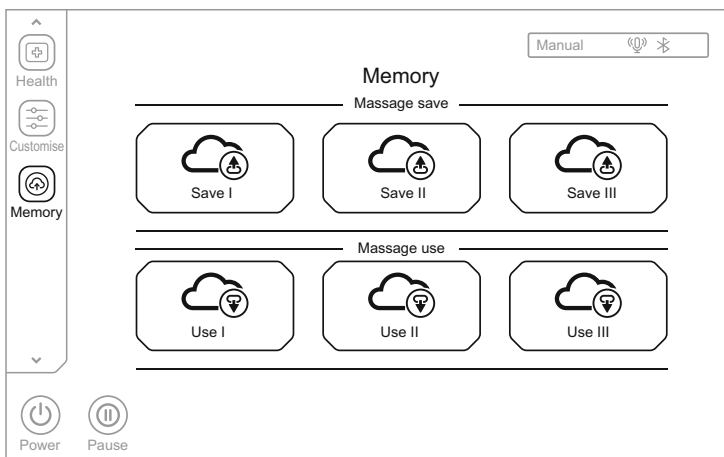 Manual
Health
Customise
Memory
Memory
Massage save
Save I
Save II
Save III
Massage use
Use I
Use II
Use III
Power
Pause